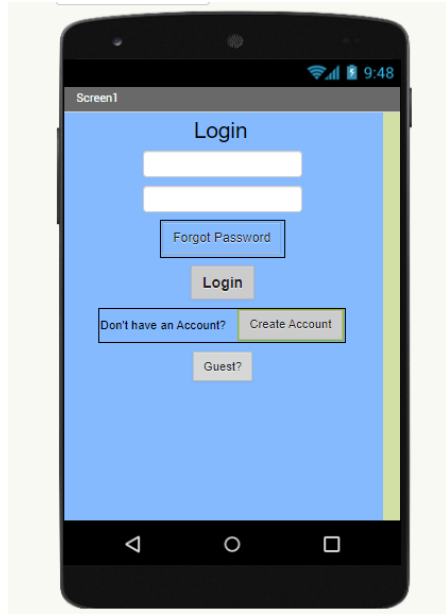 9:48
Screen1
Login
Forgot Password
Login
Don't have an Account? Create Account
Guest?